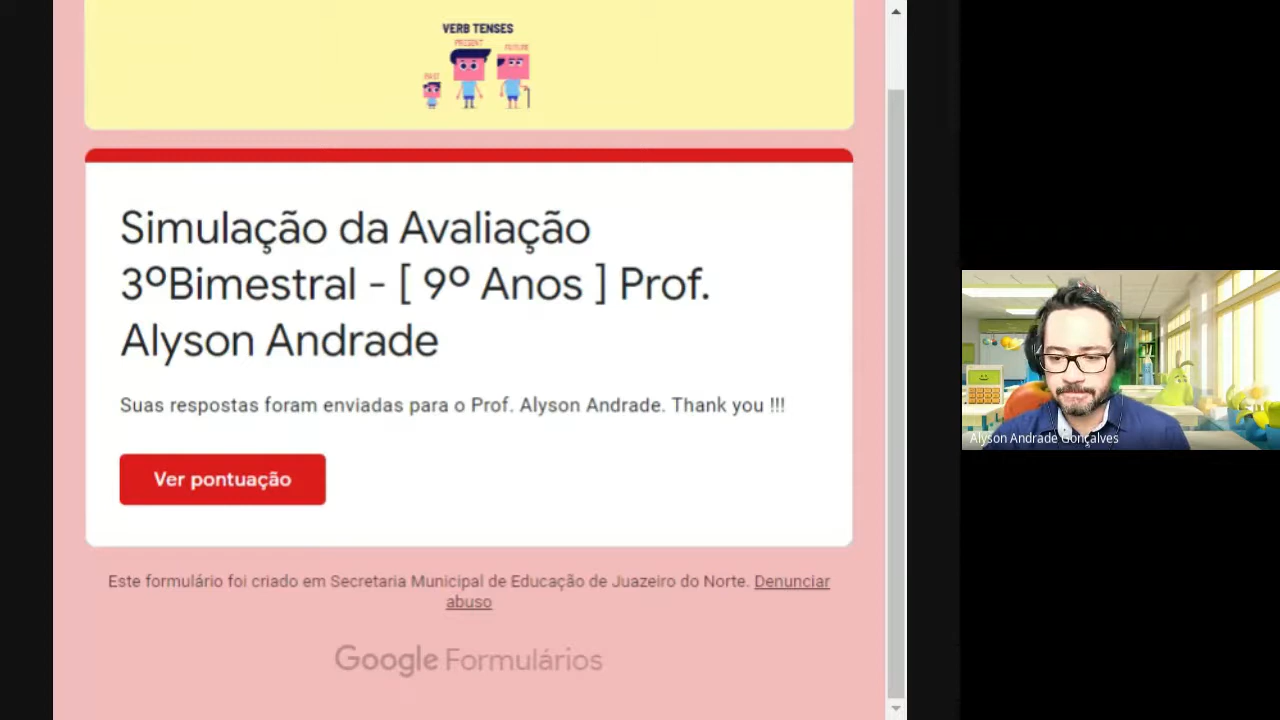 VERB TENSES
PRESENT
FUTURE
PAST
Simulação da Avaliação
3ºBimestral - [ 9º Anos ] Prof.
Alyson Andrade
Suas respostas foram enviadas para o Prof. Alyson Andrade. Thank you !!!
Ver pontuação
Este formulário foi criado em Secretaria Municipal de Educação de Juazeiro do Norte. Denunciar
abuso
Google Formulários
Alyson Andrade Gonçalves